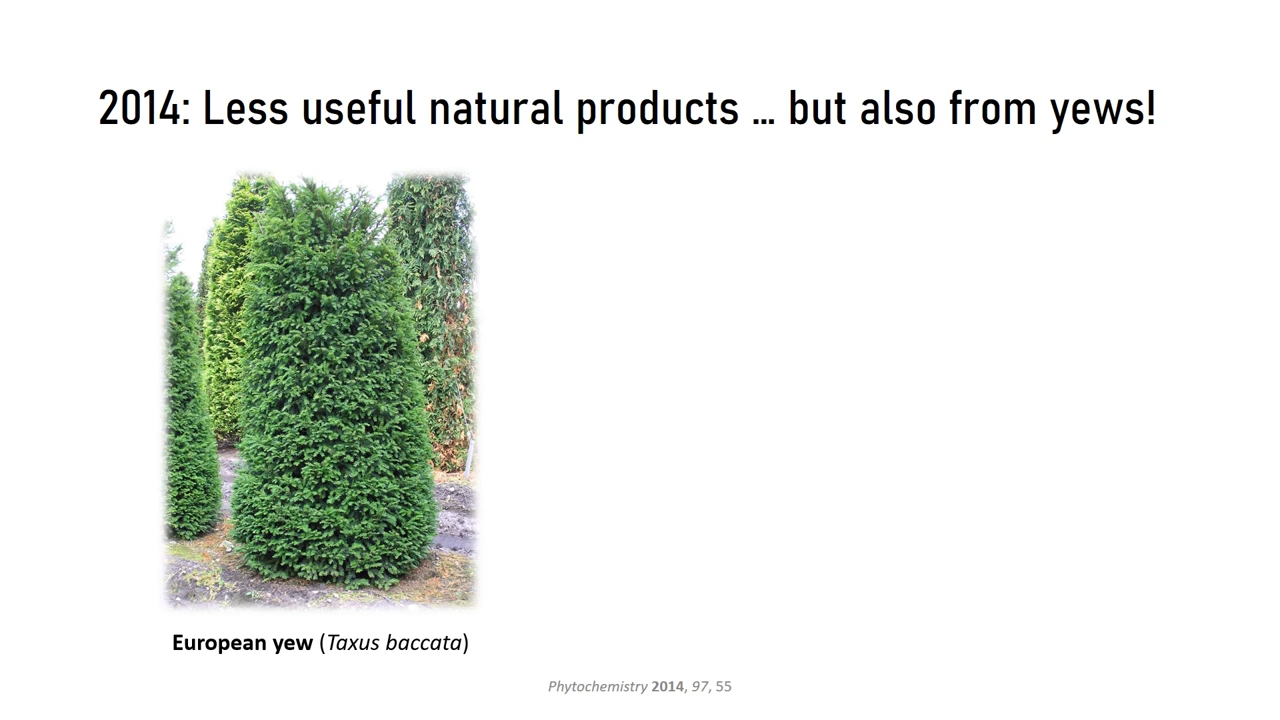 2014: Less useful natural products … but also from yews!
European yew (Taxus baccata)
Phytochemistry 2014, 97, 55